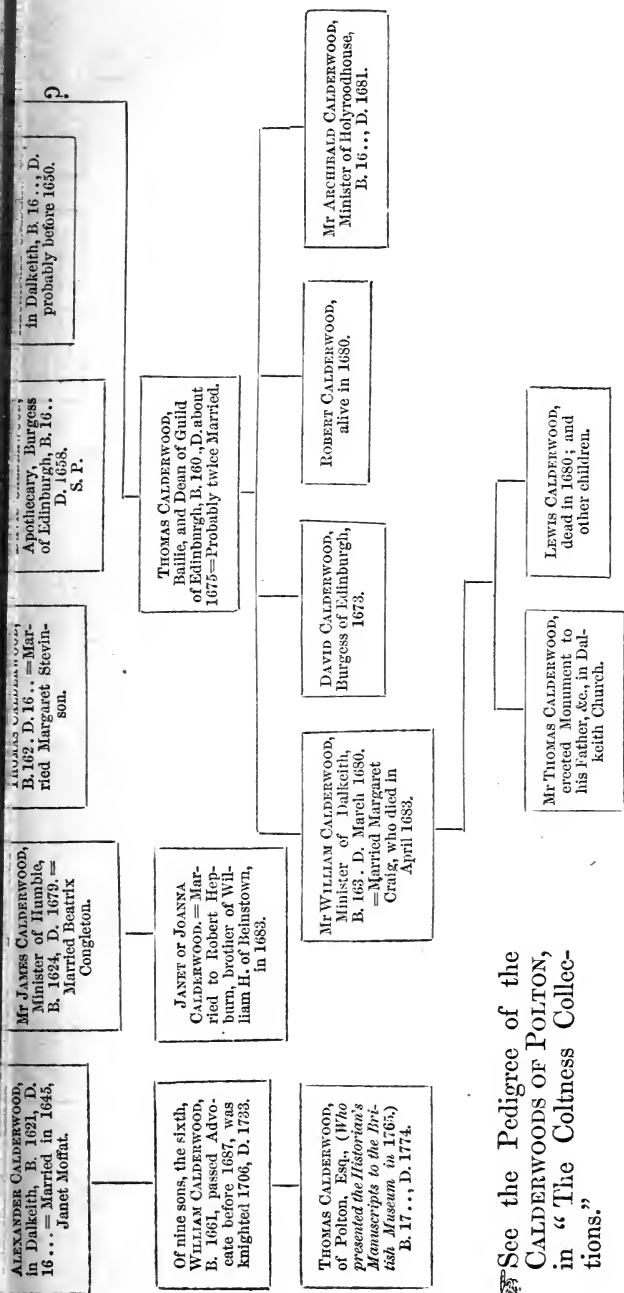 ALEXANDER CALDERWOOD,
in Dalkeith, B. 1621, D.
16 ... = Married in 1645,
Janet Moffat.
Mr JAMES CALDERWOOD,
Minister of Humbie,
B. 1624, D. 1679. =
Married Beatrix
Congleton.
THOMAS CALDERWOOD,
B. 162 . D. 16 .. = Mar-
ried Margaret Stevin-
son.
Apothecary, Burgess
of Edinburgh, B. 16 ..
D. 1658.
S. P.
in Dalkeith, B. 16 .., D.
probably before 1650.
?
Of nine sons, the sixth,
WILLIAM CALDERWOOD,
B. 1661, passed Advo-
cate before 1687, was
knighted 1706, D. 1733.
JANET OR JOANNA
CALDERWOOD. = Mar-
ried to Robert Hep-
burn, brother of Wil-
liam H. of Beinstown,
in 1683.
THOMAS CALDERWOOD,
Bailie, and Dean of Guild
of Edinburgh, B. 160 ., D. about
1675 = Probably twice Married.
THOMAS CALDERWOOD,
of Polton, Esq., (Who
presented the Historian's
Manuscripts to the Bri-
tish Museum in 1765.)
B. 17 .., D. 1774.
Mr WILLIAM CALDERWOOD,
Minister of Dalkeith,
B. 163 . D. March 1680.
= Married Margaret
Craig, who died in
April 1683.
DAVID CALDERWOOD,
Burgess of Edinburgh,
1673.
ROBERT CALDERWOOD,
alive in 1680.
Mr ARCHIBALD CALDERWOOD,
Minister of Holyroodhouse,
B. 16 .., D. 1681.
Mr THOMAS CALDERWOOD,
erected Monument to
his Father, &c., in Dal-
keith Church.
LEWIS CALDERWOOD,
dead in 1680; and
other children.
☞ See the Pedigree of the
CALDERWOODS OF POLTON,
in “ The Coltness Collec-
tions.”